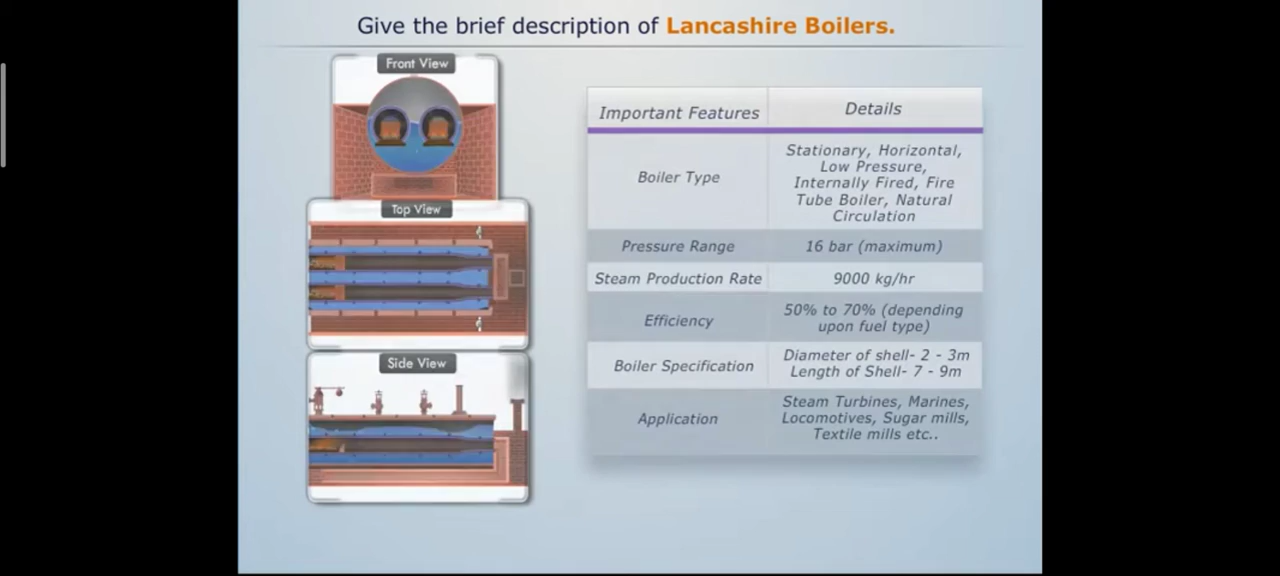 Give the brief description of Lancashire Boilers.
Front View
Top View
Side View
Important Features
Details
Boiler Type
Stationary, Horizontal,
Low Pressure,
Internally Fired, Fire
Tube Boiler, Natural
Circulation
Pressure Range
16 bar (maximum)
Steam Production Rate
9000 kg/hr
Efficiency
50% to 70% (depending
upon fuel type)
Boiler Specification
Diameter of shell- 2 - 3m
Length of Shell- 7 - 9m
Application
Steam Turbines, Marines,
Locomotives, Sugar mills,
Textile mills etc..